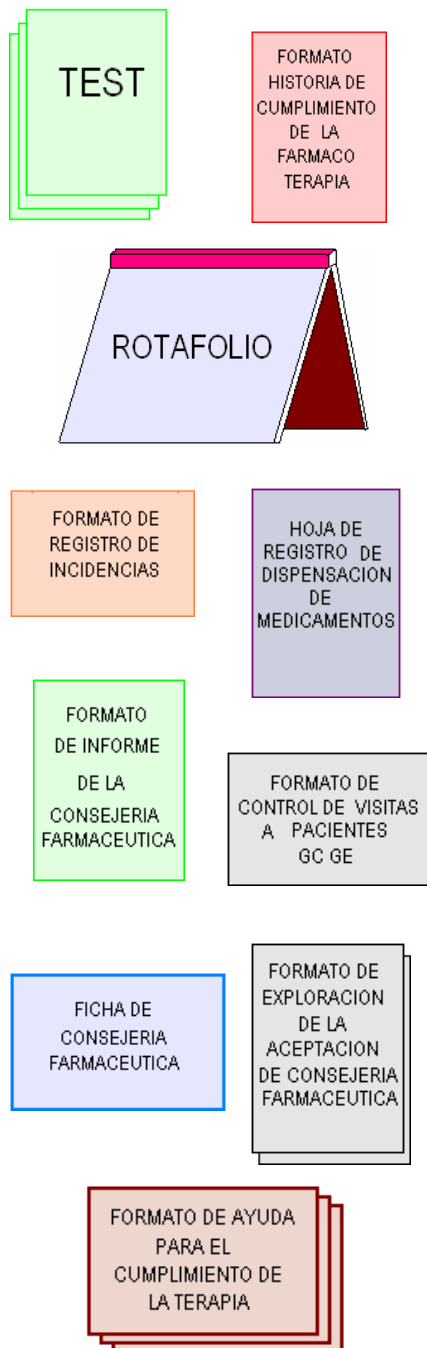 TEST
FORMATO
HISTORIA DE
CUMPLIMIENTO
DE LA
FARMACO
TERAPIA
ROTAFOLIO
FORMATO DE
REGISTRO DE
INCIDENCIAS
HOJA DE
REGISTRO DE
DISPENSACION
DE
MEDICAMENTOS
FORMATO
DE INFORME
DE LA
CONSEJERIA
FARMACEUTICA
FORMATO DE
CONTROL DE VISITAS
A PACIENTES
GC GE
FICHA DE
CONSEJERIA
FARMACEUTICA
FORMATO DE
EXPLORACION
DE LA
ACEPTACION
DE CONSEJERIA
FARMACEUTICA
FORMATO DE AYUDA
PARA EL
CUMPLIMIENTO DE
LA TERAPIA